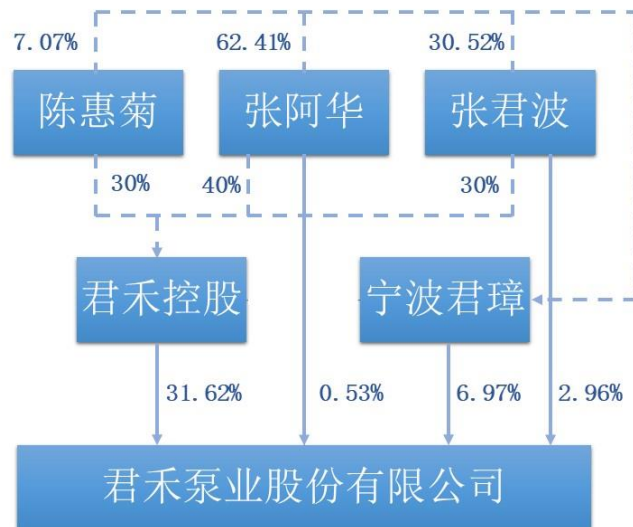 7.07%
62.41%
30.52%
陈惠菊
张阿华
张君波
30%
40%
30%
君禾控股
宁波君璋
31.62%
0.53%
6.97%
2.96%
君禾泵业股份有限公司